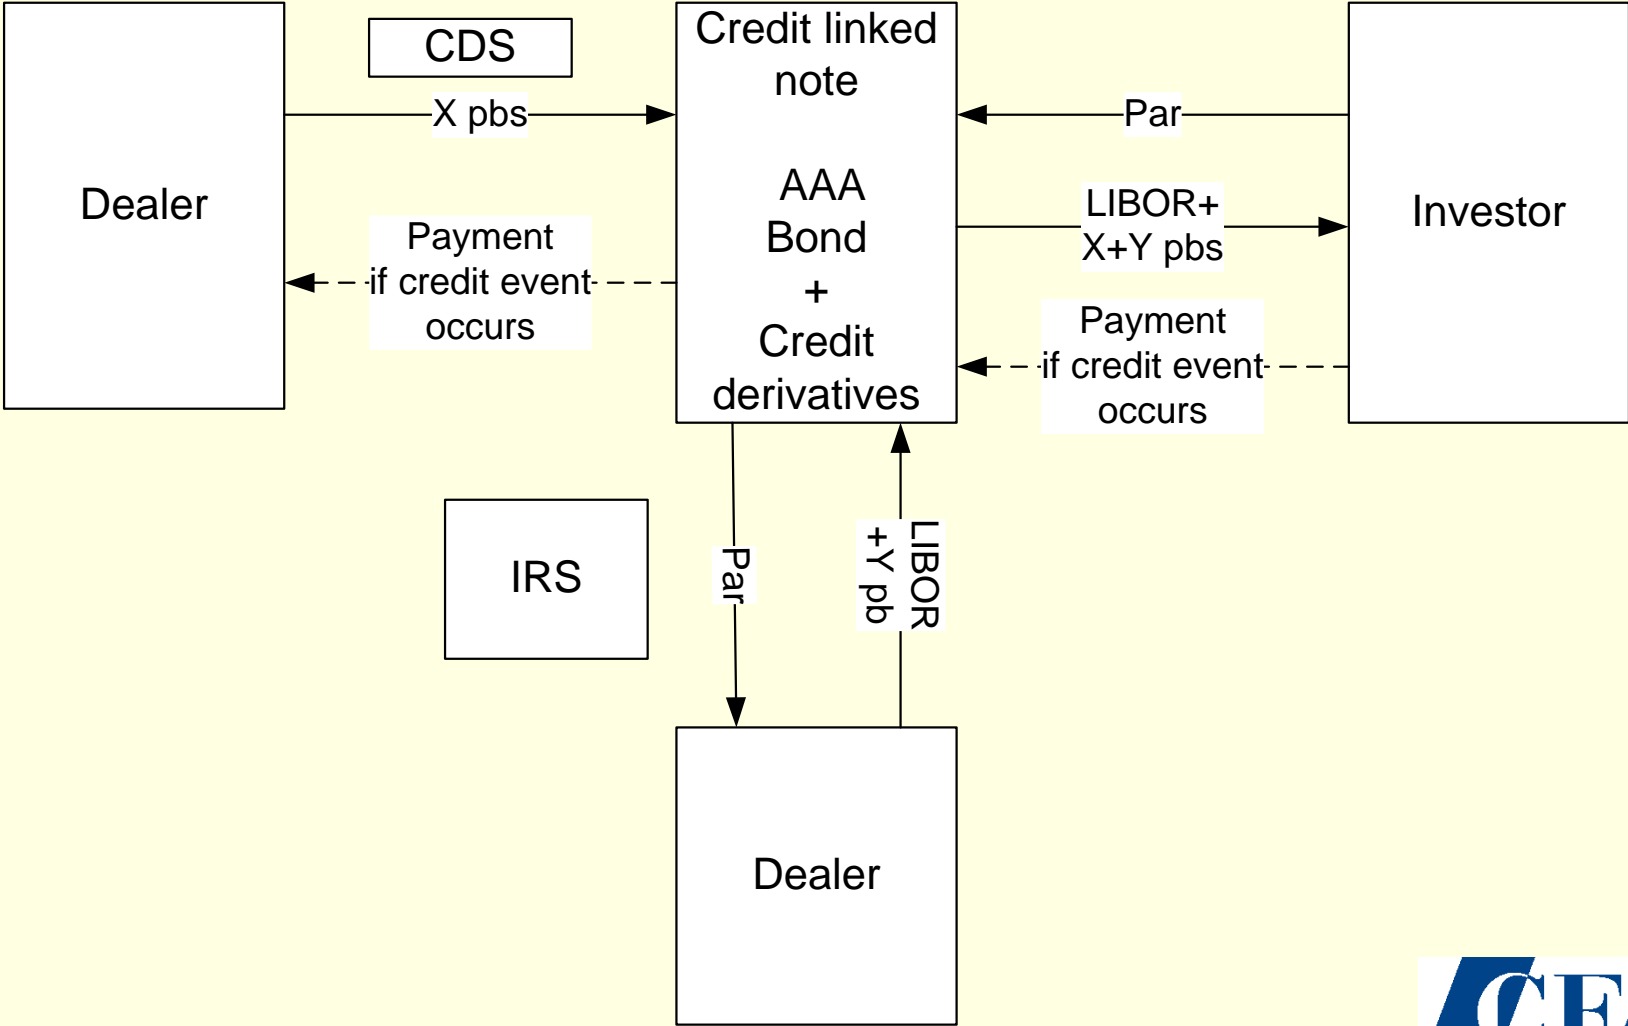 Dealer
CDS
X pbs
Payment
if credit event
occurs
Credit linked
note
AAA
Bond
+
Credit
derivatives
Par
LIBOR+
X+Y pbs
Payment
if credit event
occurs
Investor
IRS
Par
LIBOR
+Y pb
Dealer
CE